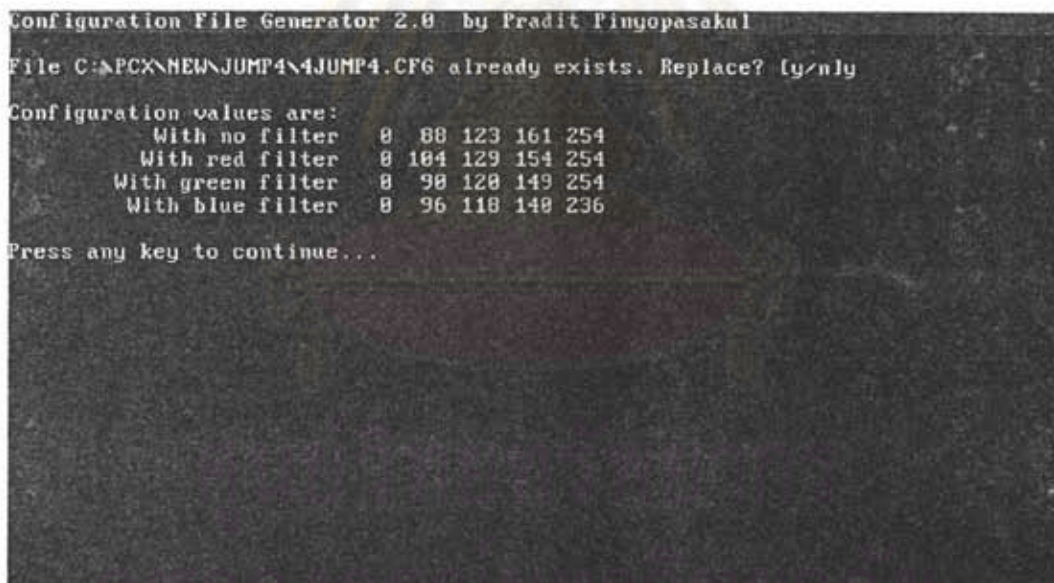 Configuration File Generator 2.0 by Pradit Pinyopasakul
File C:\PCX\NEW\JUMP4\4JUMP4.CFG already exists. Replace? [y/n]y
Configuration values are:
With no filter 0 88 123 161 254
With red filter 0 104 129 154 254
With green filter 0 90 120 149 254
With blue filter 0 96 118 140 236
Press any key to continue...